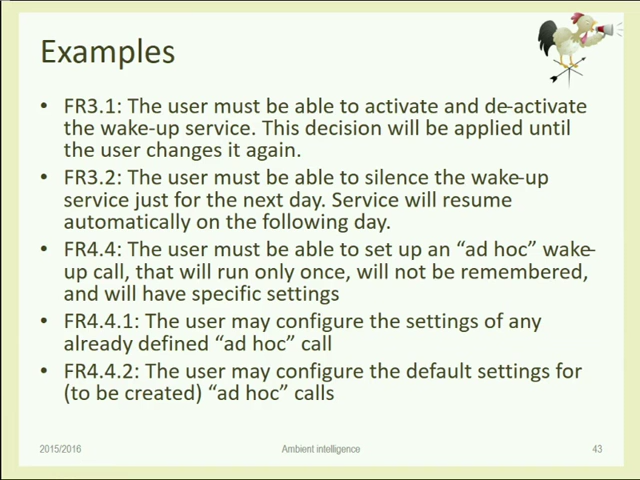 Examples
• FR3.1: The user must be able to activate and de-activate
the wake-up service. This decision will be applied until
the user changes it again.
• FR3.2: The user must be able to silence the wake-up
service just for the next day. Service will resume
automatically on the following day.
• FR4.4: The user must be able to set up an “ad hoc” wake-
up call, that will run only once, will not be remembered,
and will have specific settings
• FR4.4.1: The user may configure the settings of any
already defined “ad hoc” call
• FR4.4.2: The user may configure the default settings for
(to be created) “ad hoc” calls
2015/2016
Ambient intelligence
43